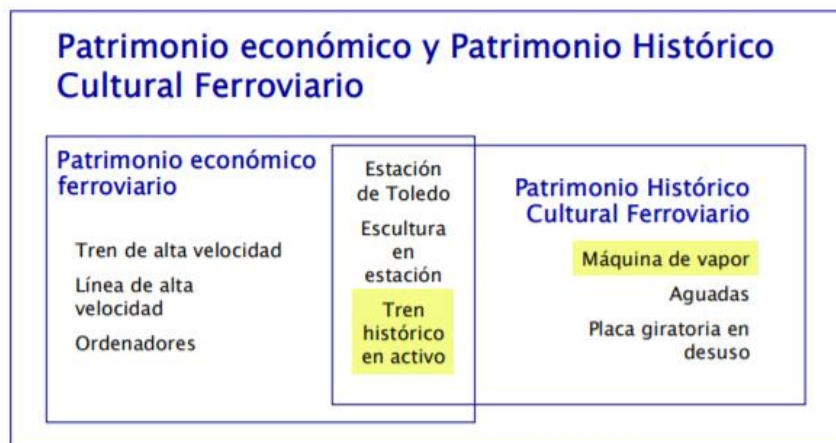 Patrimonio económico y Patrimonio Histórico
Cultural Ferroviario
Patrimonio económico
ferroviario
Tren de alta velocidad
Línea de alta
velocidad
Ordenadores
Estación
de Toledo
Escultura
en
estación
Tren
histórico
en activo
Patrimonio Histórico
Cultural Ferroviario
Máquina de vapor
Aguadas
Placa giratoria en
desuso